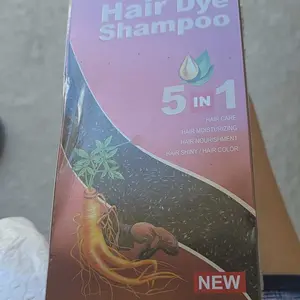 Hair Dye
Shampoo
5 IN 1
HAIR CARE
HAIR MOISTURIZING
HAIR NOURISHMENT
HAIR SHINY / HAIR COLOR
NEW